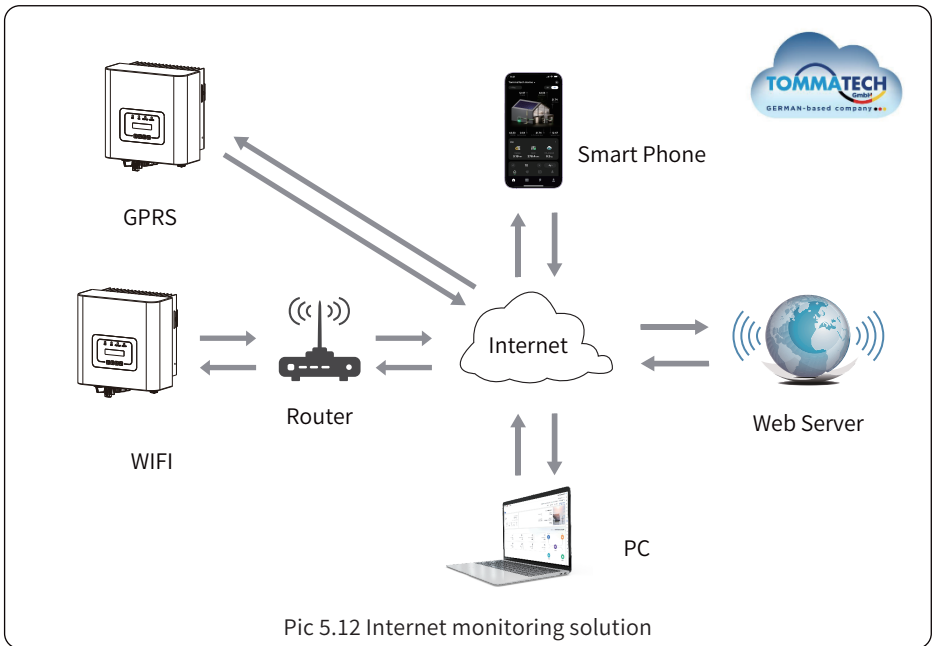 TOMMATECH
GmbH
GERMAN-based company
Smart Phone
GPRS
Internet
Router
Web Server
WIFI
PC
Pic 5.12 Internet monitoring solution